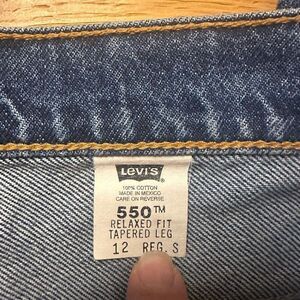 LEVI'S®
100% COTTON
MADE IN MEXICO
CARE ON REVERSE
550™
RELAXED FIT
TAPERED LEG
12 REG. S